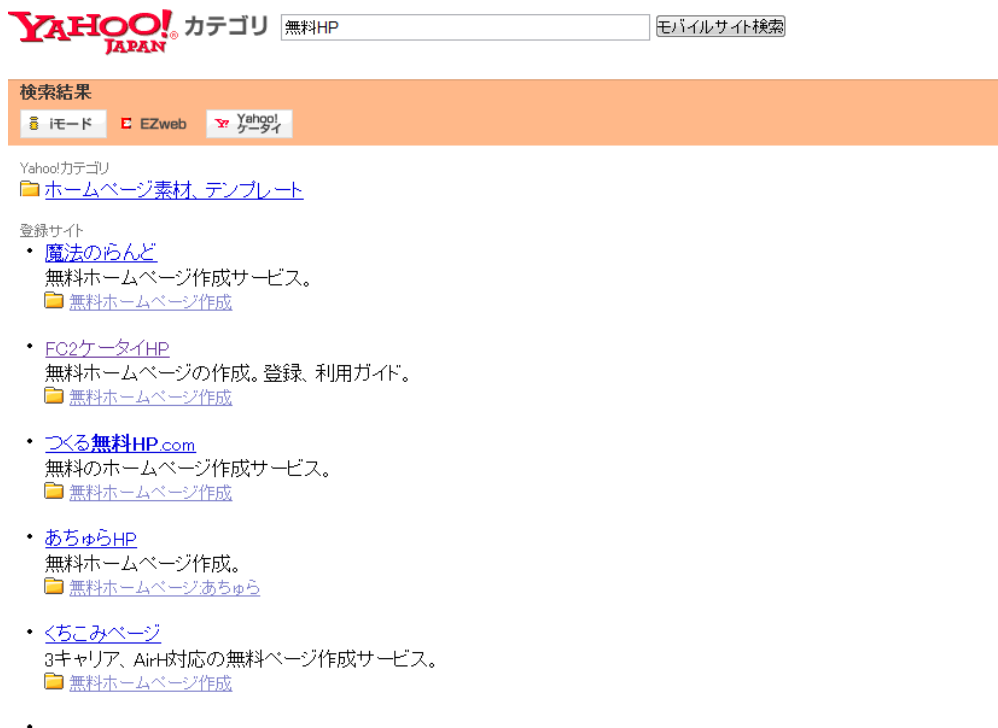 YAHOO! JAPAN カテゴリ 無料HP モバイルサイト検索
検索結果
iモード EZweb Y! Yahoo!ケータイ
Yahoo!カテゴリ
ホームページ素材、テンプレート
登録サイト
・ 魔法のiらんど
無料ホームページ作成サービス。
無料ホームページ作成
・ FC2ケータイHP
無料ホームページの作成。登録、利用ガイド。
無料ホームページ作成
・ つくる無料HP.com
無料のホームページ作成サービス。
無料ホームページ作成
・ あちゅらHP
無料ホームページ作成。
無料ホームページ:あちゅら
・ くちこみページ
3キャリア、AirH対応の無料ページ作成サービス。
無料ホームページ作成